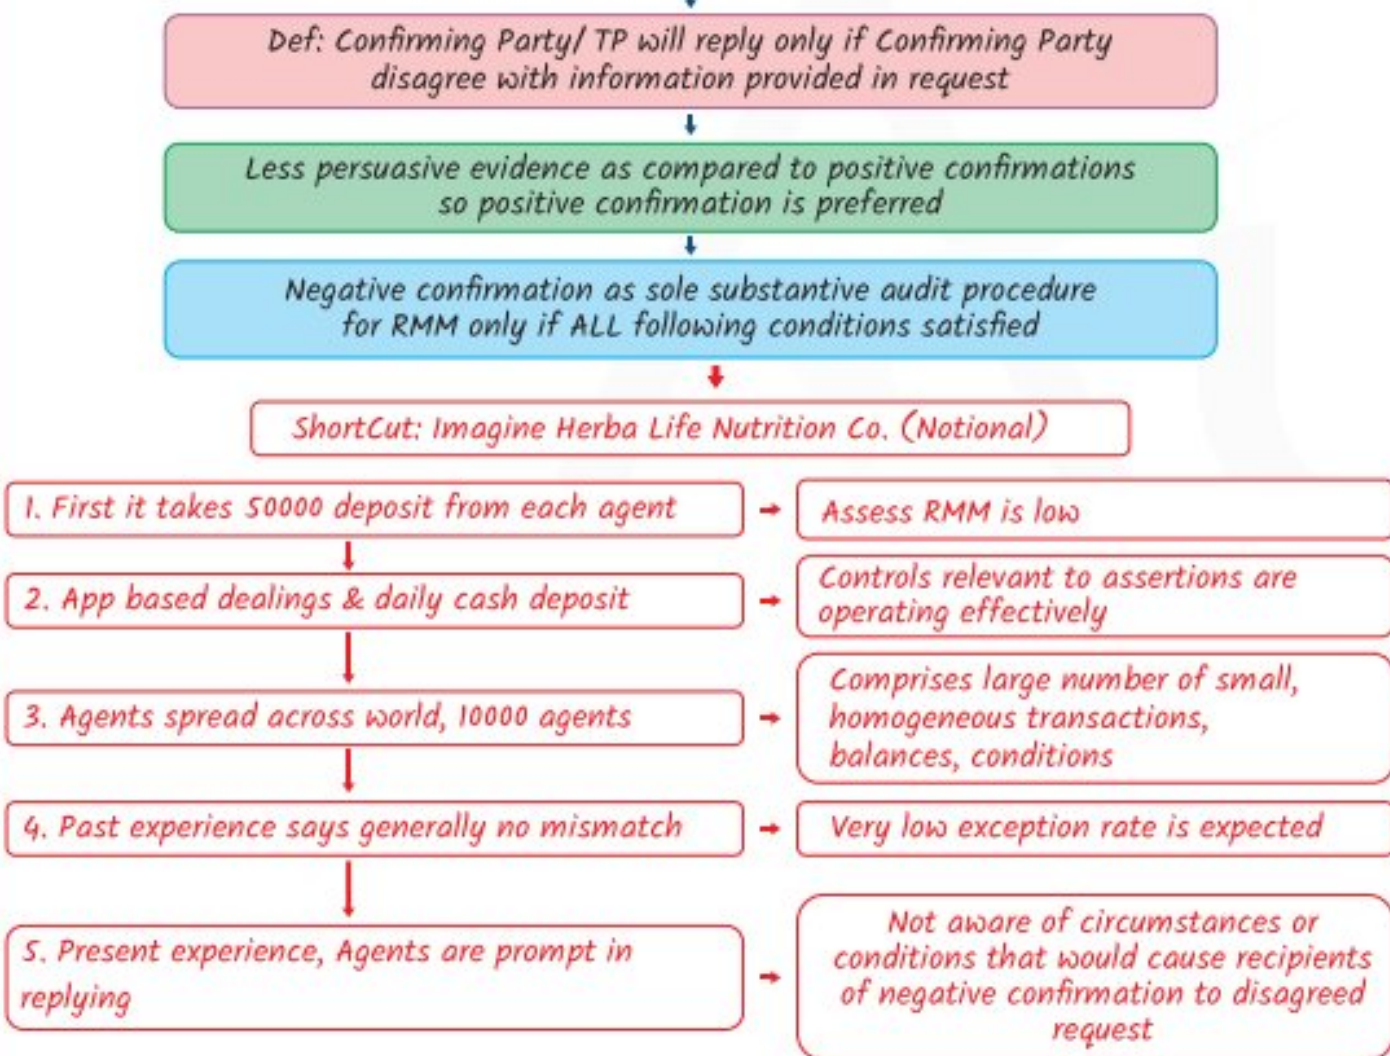 Def: Confirming Party/ TP will reply only if Confirming Party
disagree with information provided in request
Less persuasive evidence as compared to positive confirmations
so positive confirmation is preferred
Negative confirmation as sole substantive audit procedure
for RMM only if ALL following conditions satisfied
ShortCut: Imagine Herba Life Nutrition Co. (Notional)
1. First it takes 50000 deposit from each agent
Assess RMM is low
2. App based dealings & daily cash deposit
Controls relevant to assertions are
operating effectively
3. Agents spread across world, 10000 agents
Comprises large number of small,
homogeneous transactions,
balances, conditions
4. Past experience says generally no mismatch
Very low exception rate is expected
5. Present experience, Agents are prompt in
replying
Not aware of circumstances or
conditions that would cause recipients
of negative confirmation to disagreed
request